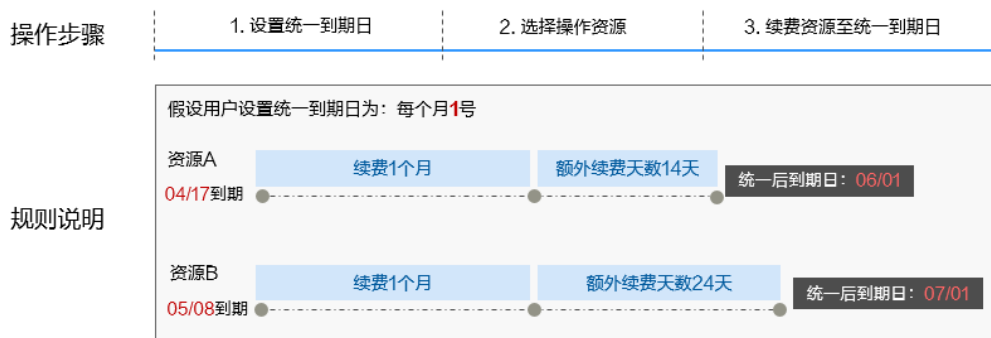 操作步骤
1. 设置统一到期日
2. 选择操作资源
3. 续费资源至统一到期日
规则说明
假设用户设置统一到期日为：每个月1号
资源A
续费1个月
额外续费天数14天
04/17到期
统一后到期日：06/01
资源B
续费1个月
额外续费天数24天
05/08到期
统一后到期日：07/01